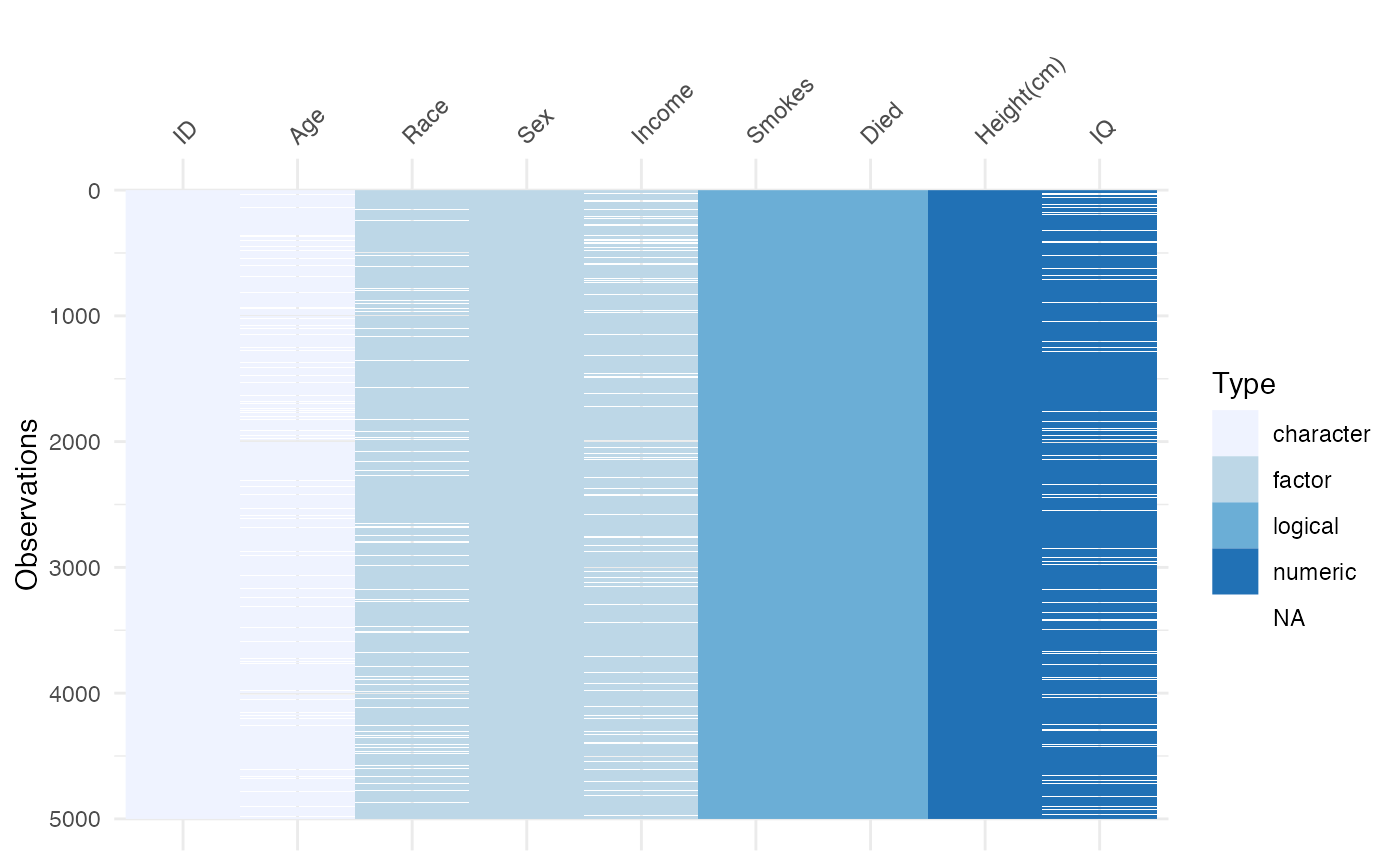 ID
Age
Race
Sex
Income
Smokes
Died
Height(cm)
IQ
0
1000
2000
3000
4000
5000
Observations
Type
character
factor
logical
numeric
NA